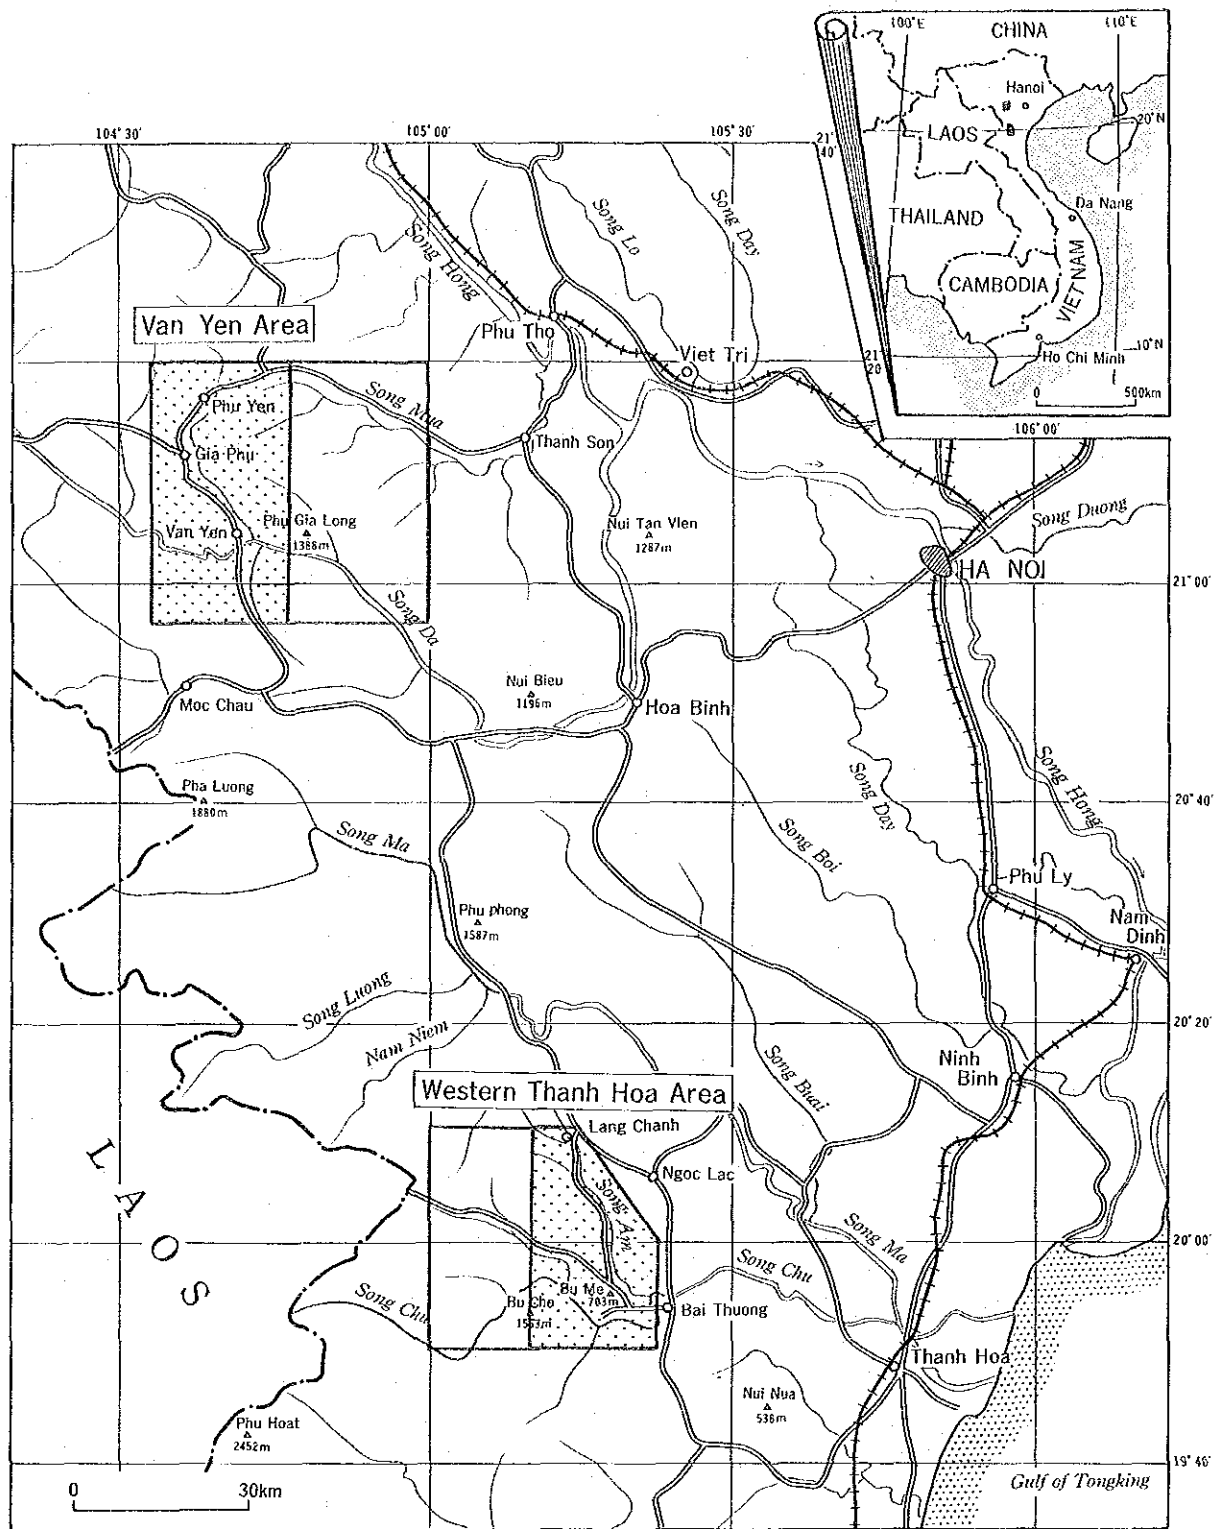 100°E
110°E
CHINA
Hanoi
20°N
LAOS
Da Nang
THAILAND
VIETNAM
CAMBODIA
10°N
Ho Chi Minh
0 500km
104°30'
105°00'
105°30'
21°
40'
Song Hong
Song Lo
Song Day
Van Yen Area
Phu Tho
Viet Tri
21°
20'
Phu Yen
Song Mua
106°00'
Thanh Son
Gia Phu
Van Yen
Phu Gia Long
1388m
Nui Tan Vien
1287m
Song Duong
HA NOI
21°00'
Song Da
Nui Bieu
1196m
Moc Chau
Hoa Binh
Song Hong
Pha Luong
1880m
Song Day
20°40'
Song Ma
Song Boi
Phu Ly
Phu phong
1587m
Nam
Dinh
Song Luong
Nam Niem
20°20'
Ninh
Binh
Song Buai
Western Thanh Hoa Area
Lang Chanh
Ngoc Lac
LAOS
Song Am
Song Ma
20°00'
Song Chu
Song Chu
Bu Me
703m
Bu Cho
1563m
Bai Thuong
Thanh Hoa
Nui Nua
538m
Phu Hoat
2452m
19°40'
0 30km
Gulf of Tongking